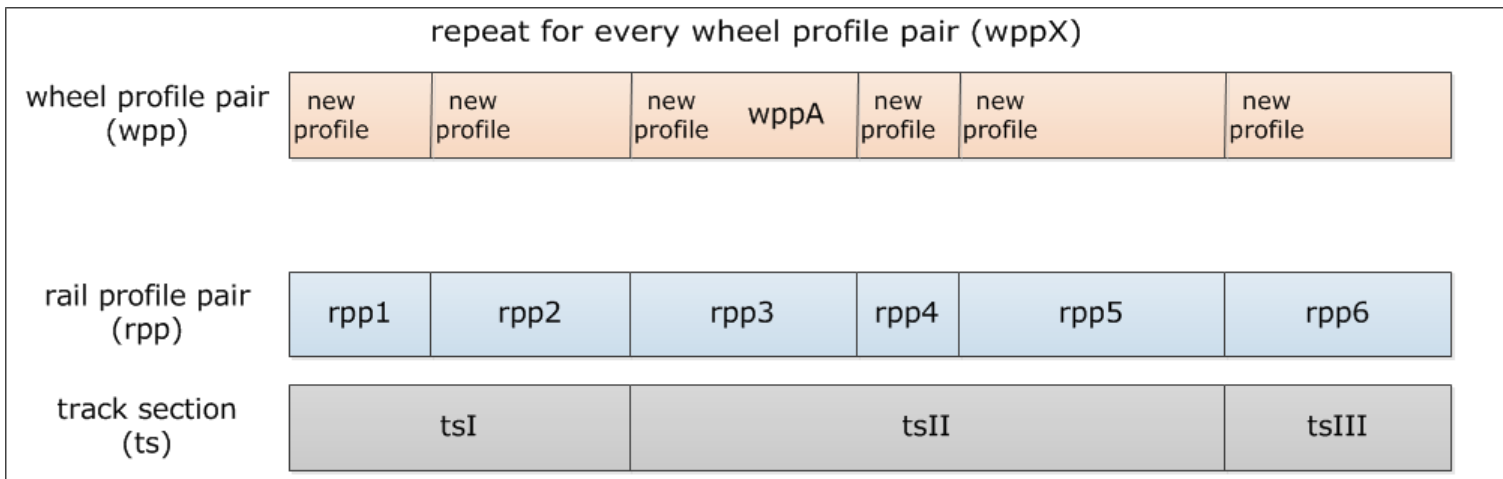 repeat for every wheel profile pair (wppX)
wheel profile pair
(wpp)
new
profile
new
profile
new
profile
wppA
new
profile
new
profile
new
profile
rail profile pair
(rpp)
rpp1
rpp2
rpp3
rpp4
rpp5
rpp6
track section
(ts)
tsI
tsII
tsIII